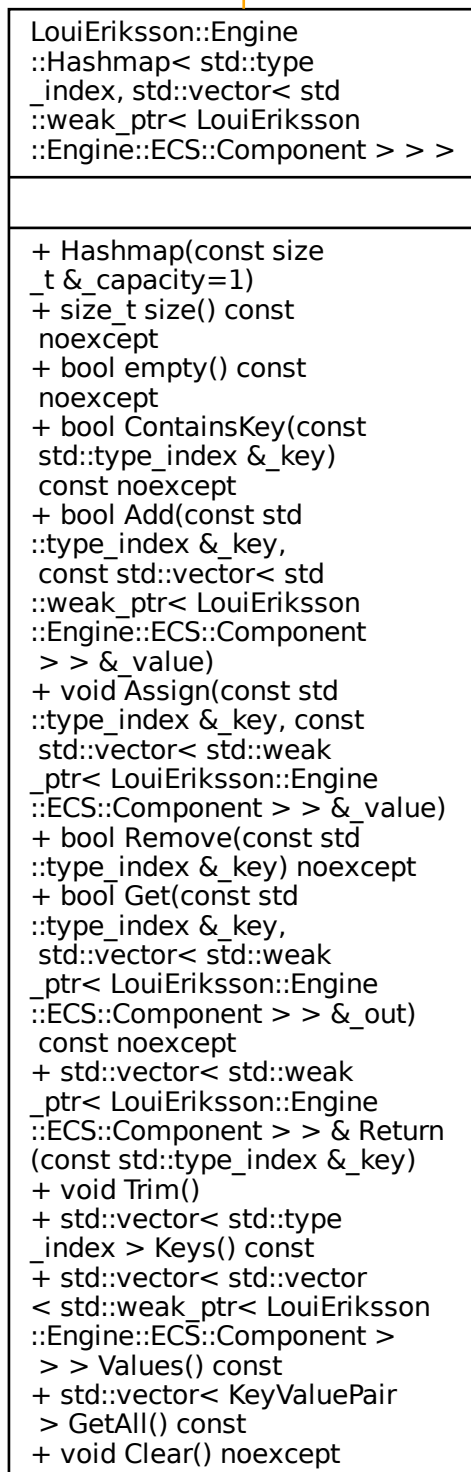 LouiEriksson::Engine
::Hashmap< std::type
_index, std::vector< std
::weak_ptr< LouiEriksson
::Engine::ECS::Component > > >
+ Hashmap(const size
_t &_capacity=1)
+ size_t size() const
noexcept
+ bool empty() const
noexcept
+ bool ContainsKey(const
std::type_index &_key)
const noexcept
+ bool Add(const std
::type_index &_key,
const std::vector< std
::weak_ptr< LouiEriksson
::Engine::ECS::Component
> > &_value)
+ void Assign(const std
::type_index &_key, const
std::vector< std::weak
_ptr< LouiEriksson::Engine
::ECS::Component > > &_value)
+ bool Remove(const std
::type_index &_key) noexcept
+ bool Get(const std
::type_index &_key,
std::vector< std::weak
_ptr< LouiEriksson::Engine
::ECS::Component > > &_out)
const noexcept
+ std::vector< std::weak
_ptr< LouiEriksson::Engine
::ECS::Component > > & Return
(const std::type_index &_key)
+ void Trim()
+ std::vector< std::type
_index > Keys() const
+ std::vector< std::vector
< std::weak_ptr< LouiEriksson
::Engine::ECS::Component >
> > Values() const
+ std::vector< KeyValuePair
> GetAll() const
+ void Clear() noexcept